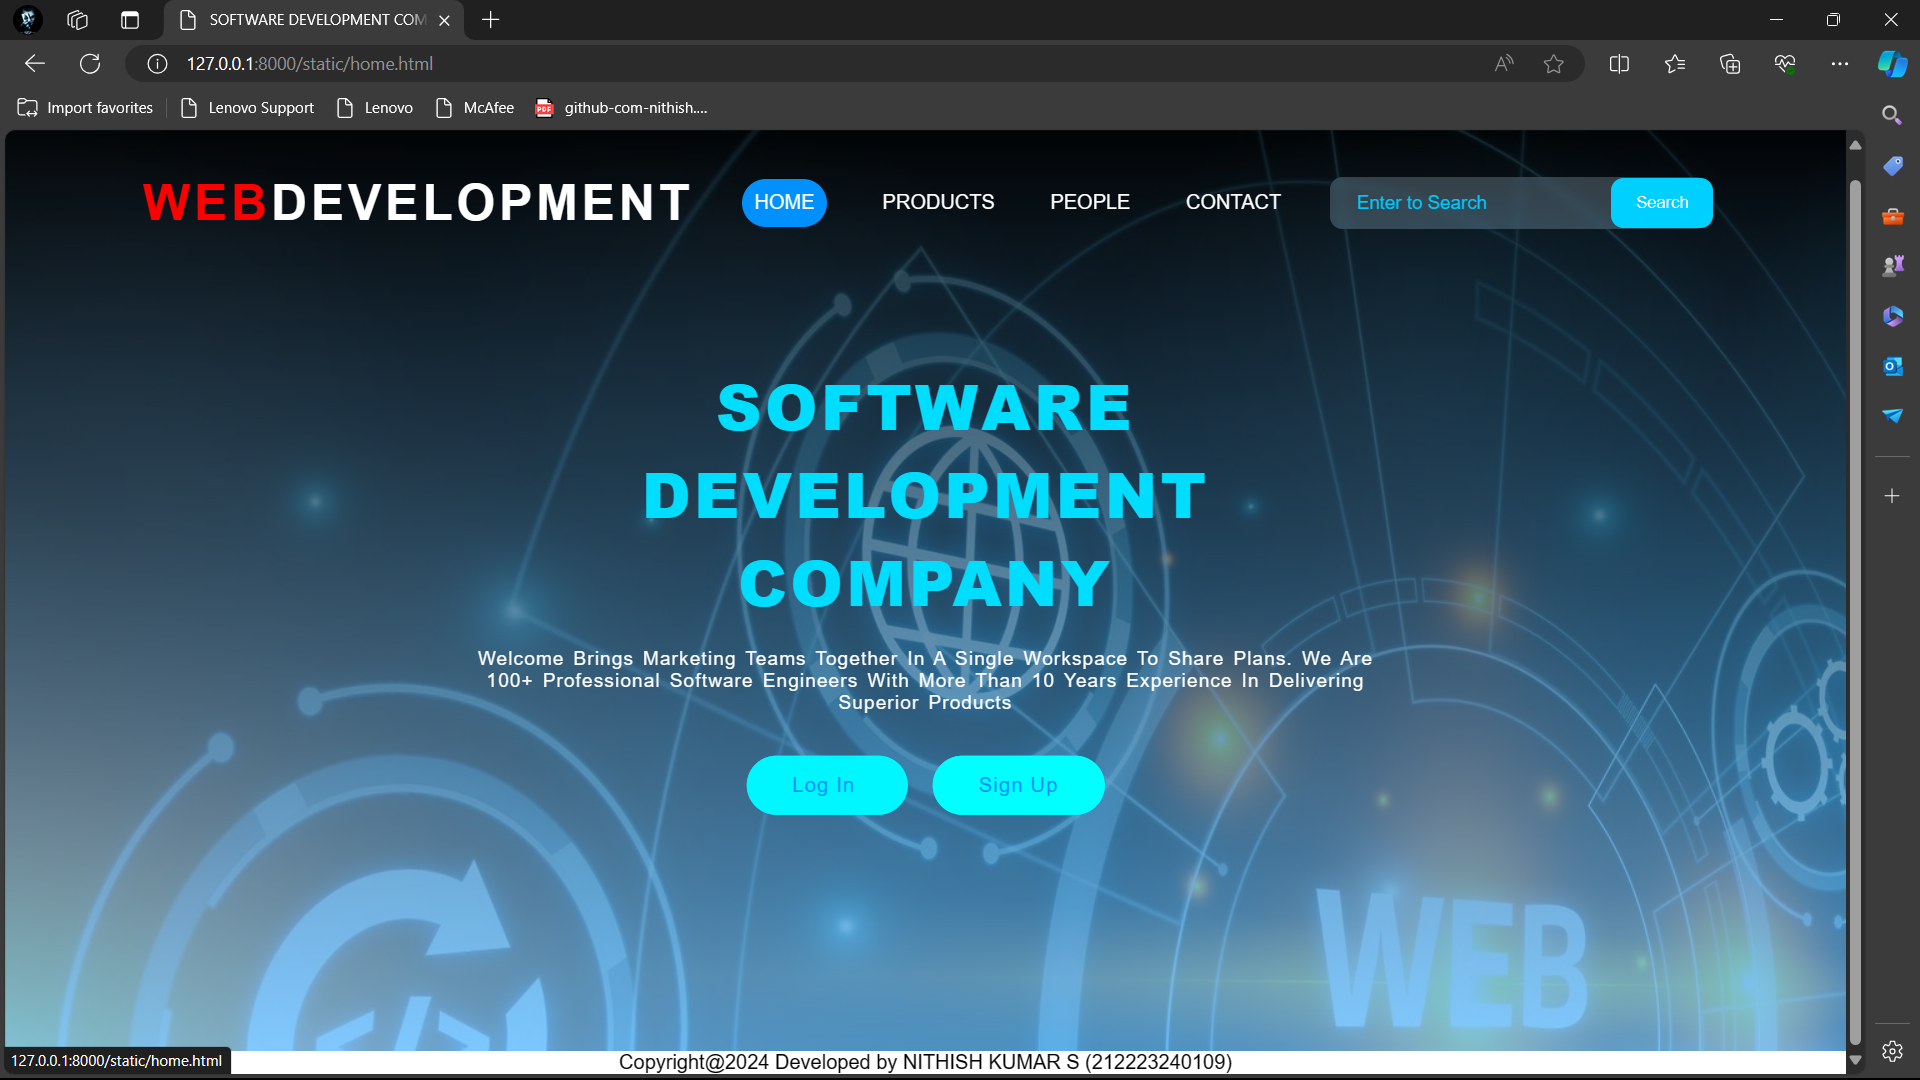 SOFTWARE DEVELOPMENT COM
127.0.0.1:8000/static/home.html
Import favorites
Lenovo Support
Lenovo
McAfee
PDF
github-com-nithish....
WEBDEVELOPMENT
HOME
PRODUCTS
PEOPLE
CONTACT
Enter to Search
Search
SOFTWARE
DEVELOPMENT
COMPANY
Welcome Brings Marketing Teams Together In A Single Workspace To Share Plans. We Are
100+ Professional Software Engineers With More Than 10 Years Experience In Delivering
Superior Products
Log In
Sign Up
</>
WEB
127.0.0.1:8000/static/home.html
Copyright@2024 Developed by NITHISH KUMAR S (212223240109)